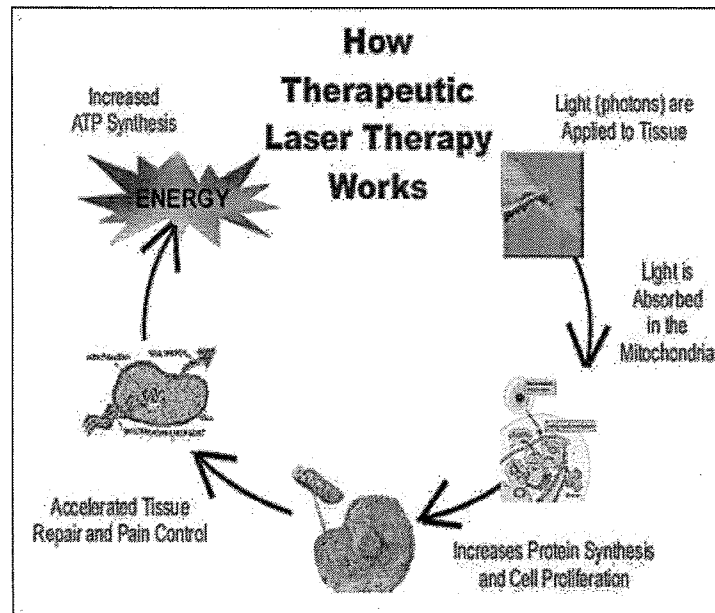 How
Therapeutic
Laser Therapy
Works
Light (photons) are
Applied to Tissue
Light is
Absorbed
in the
Mitochondria
Increases Protein Synthesis
and Cell Proliferation
Accelerated Tissue
Repair and Pain Control
Increased
ATP Synthesis
ENERGY